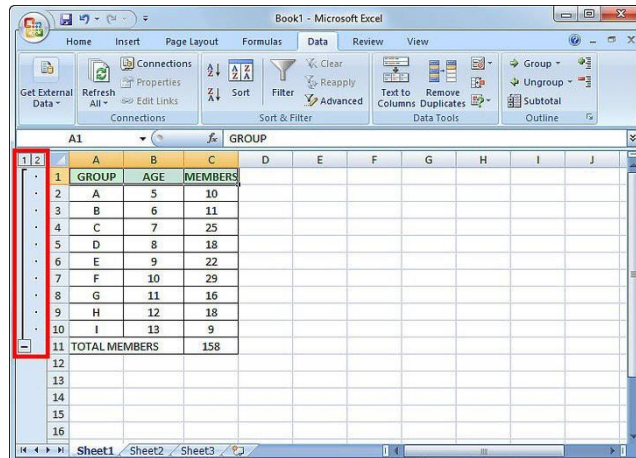 Book1 - Microsoft Excel
Home Insert Page Layout Formulas Data Review View
Get External Data
Refresh All
Connections
Properties
Edit Links
Connections
Sort
Filter
Clear
Reapply
Advanced
Sort & Filter
Text to Columns
Remove Duplicates
Data Tools
Group
Ungroup
Subtotal
Outline
A1 fx GROUP
1 2 A B C D E F G H I J
1 GROUP AGE MEMBERS
2 A 5 10
3 B 6 11
4 C 7 25
5 D 8 18
6 E 9 22
7 F 10 29
8 G 11 16
9 H 12 18
10 I 13 9
11 TOTAL MEMBERS 158
12
13
14
15
16
Sheet1 Sheet2 Sheet3